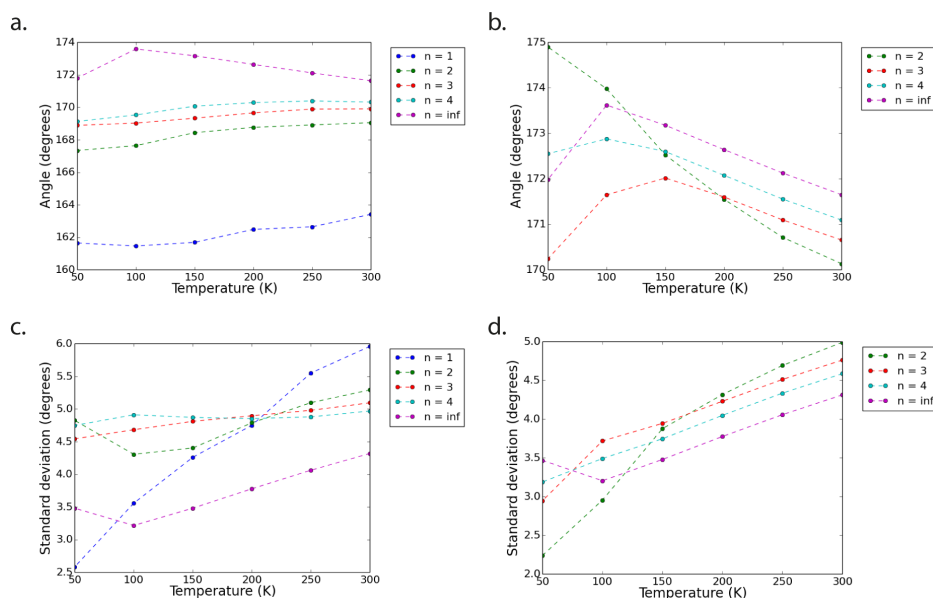 a.
174
172
170
168
166
164
162
160
50
100
150
200
250
300
Angle (degrees)
Temperature (K)
n = 1
n = 2
n = 3
n = 4
n = inf
b.
175
174
173
172
171
170
50
100
150
200
250
300
Angle (degrees)
Temperature (K)
n = 2
n = 3
n = 4
n = inf
c.
6.0
5.5
5.0
4.5
4.0
3.5
3.0
2.5
50
100
150
200
250
300
Standard deviation (degrees)
Temperature (K)
n = 1
n = 2
n = 3
n = 4
n = inf
d.
5.0
4.5
4.0
3.5
3.0
2.5
2.0
50
100
150
200
250
300
Standard deviation (degrees)
Temperature (K)
n = 2
n = 3
n = 4
n = inf